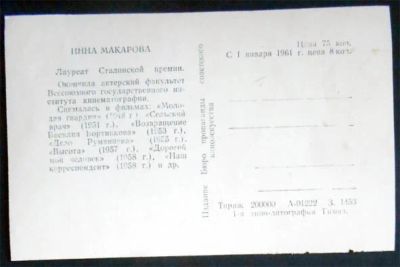 ИННА МАКАРОВА
Лауреат Сталинской премии.
Окончила актерский факультет
Всесоюзного государственного ин-
ститута кинематографии.
Снималась в фильмах: «Моло-
дая гвардия» (1948 г.), «Сельский
врач» (1951 г.), «Возвращение
Василия Бортникова» (1953 г.),
«Дело Румянцева» (1955 г.),
«Высота» (1957 г.), «Дорогой
мой человек» (1958 г.), «Наш
корреспондент» (1958 г.) и др.
Издание Бюро пропаганды советского
киноискусства
Цена 75 коп.
С 1 января 1961 г. цена 8 коп.
Тираж 200000 А-01222 З. 1453
1-я типо-литография